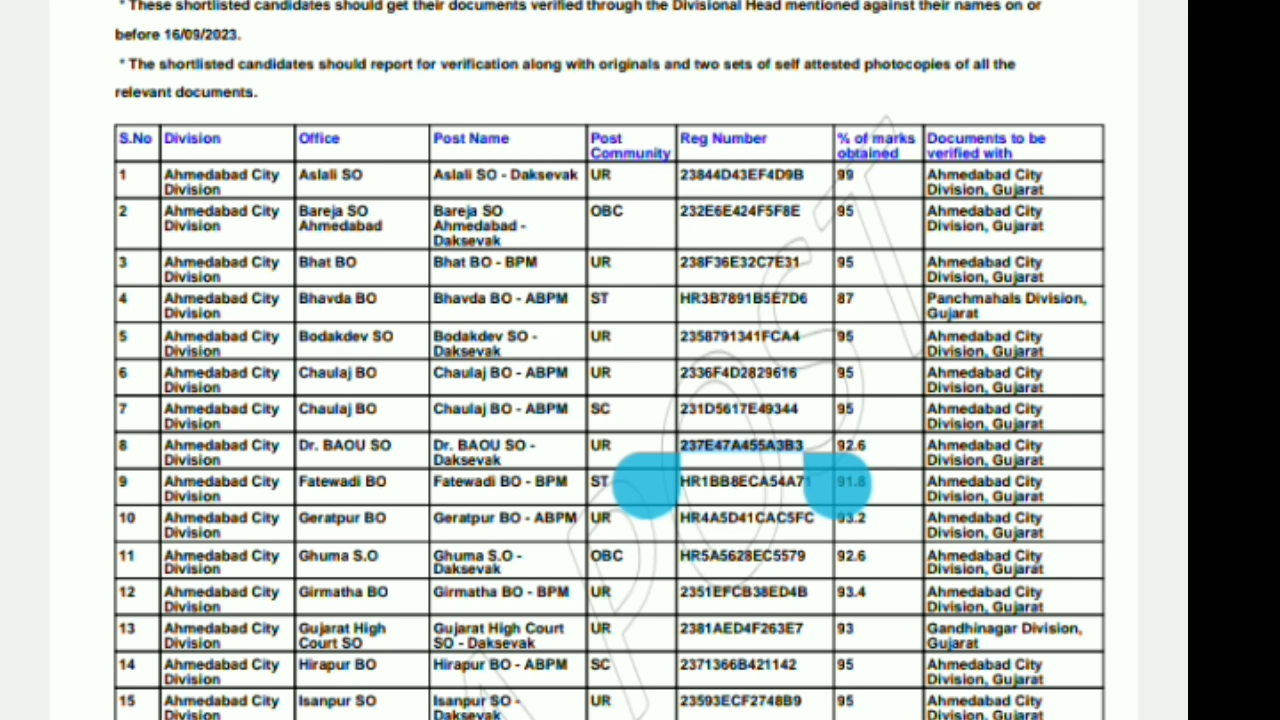 * These shortlisted candidates should get their documents verified through the Divisional Head mentioned against their names on or
before 16/09/2023.
* The shortlisted candidates should report for verification along with originals and two sets of self attested photocopies of all the
relevant documents.
S.No Division Office Post Name Post Community Reg Number % of marks obtained Documents to be verified with
1 Ahmedabad City Division Aslali SO Aslali SO - Daksevak UR 23844D43EF4D9B 99 Ahmedabad City Division, Gujarat
2 Ahmedabad City Division Bareja SO Ahmedabad Bareja SO Ahmedabad - Daksevak OBC 232E6E424F5F8E 95 Ahmedabad City Division, Gujarat
3 Ahmedabad City Division Bhat BO Bhat BO - BPM UR 238F36E32C7E31 95 Ahmedabad City Division, Gujarat
4 Ahmedabad City Division Bhavda BO Bhavda BO - ABPM ST HR3B7891B5E7D6 87 Panchmahals Division, Gujarat
5 Ahmedabad City Division Bodakdev SO Bodakdev SO - Daksevak UR 2358791341FCA4 95 Ahmedabad City Division, Gujarat
6 Ahmedabad City Division Chaulaj BO Chaulaj BO - ABPM UR 2336F4D2829616 95 Ahmedabad City Division, Gujarat
7 Ahmedabad City Division Chaulaj BO Chaulaj BO - ABPM SC 231D5617E49344 95 Ahmedabad City Division, Gujarat
8 Ahmedabad City Division Dr. BAOU SO Dr. BAOU SO - Daksevak UR 237E47A455A3B3 92.6 Ahmedabad City Division, Gujarat
9 Ahmedabad City Division Fatewadi BO Fatewadi BO - BPM ST HR1BB8ECA54A71 91.8 Ahmedabad City Division, Gujarat
10 Ahmedabad City Division Geratpur BO Geratpur BO - ABPM UR HR4A5D41CAC5FC 93.2 Ahmedabad City Division, Gujarat
11 Ahmedabad City Division Ghuma S.O Ghuma S.O - Daksevak OBC HR5A5628EC5579 92.6 Ahmedabad City Division, Gujarat
12 Ahmedabad City Division Girmatha BO Girmatha BO - BPM UR 2351EFCB38ED4B 93.4 Ahmedabad City Division, Gujarat
13 Ahmedabad City Division Gujarat High Court SO Gujarat High Court SO - Daksevak UR 2381AED4F263E7 93 Gandhinagar Division, Gujarat
14 Ahmedabad City Division Hirapur BO Hirapur BO - ABPM SC 2371366B421142 95 Ahmedabad City Division, Gujarat
15 Ahmedabad City Division Isanpur SO Isanpur SO - Daksevak UR 23593ECF2748B9 95 Ahmedabad City Division, Gujarat
POST